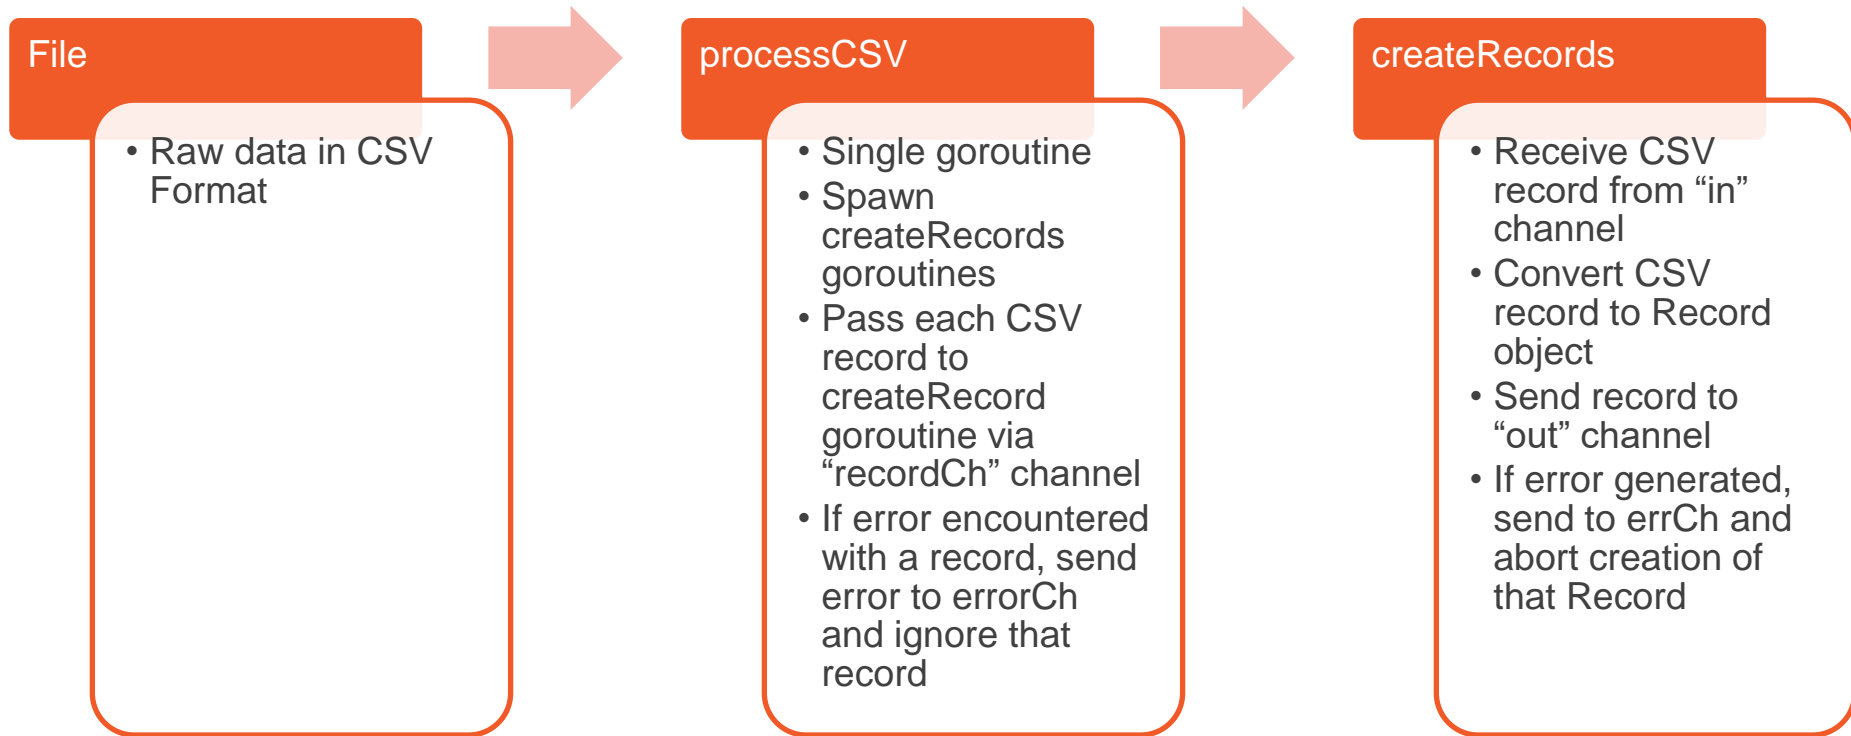 File
• Raw data in CSV
Format
processCSV
• Single goroutine
• Spawn
createRecords
goroutines
• Pass each CSV
record to
createRecord
goroutine via
“recordCh” channel
• If error encountered
with a record, send
error to errorCh
and ignore that
record
createRecords
• Receive CSV
record from “in”
channel
• Convert CSV
record to Record
object
• Send record to
“out” channel
• If error generated,
send to errCh and
abort creation of
that Record